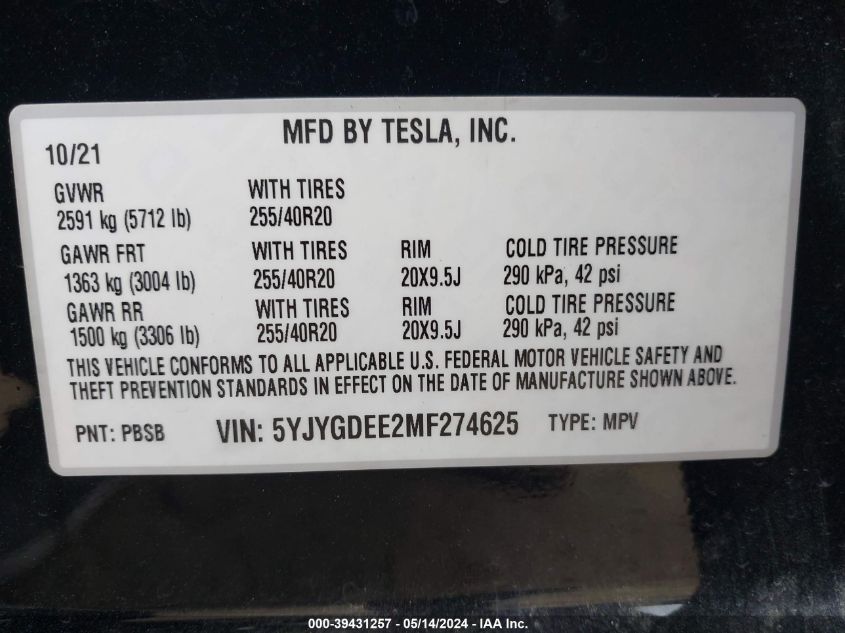 MFD BY TESLA, INC.
10/21
GVWR WITH TIRES
2591 kg (5712 lb) 255/40R20
GAWR FRT WITH TIRES RIM COLD TIRE PRESSURE
1363 kg (3004 lb) 255/40R20 20X9.5J 290 kPa, 42 psi
GAWR RR WITH TIRES RIM COLD TIRE PRESSURE
1500 kg (3306 lb) 255/40R20 20X9.5J 290 kPa, 42 psi
THIS VEHICLE CONFORMS TO ALL APPLICABLE U.S. FEDERAL MOTOR VEHICLE SAFETY AND
THEFT PREVENTION STANDARDS IN EFFECT ON THE DATE OF MANUFACTURE SHOWN ABOVE.
PNT: PBSB VIN: 5YJYGDEE2MF274625 TYPE: MPV
000-39431257 - 05/14/2024 - IAA Inc.